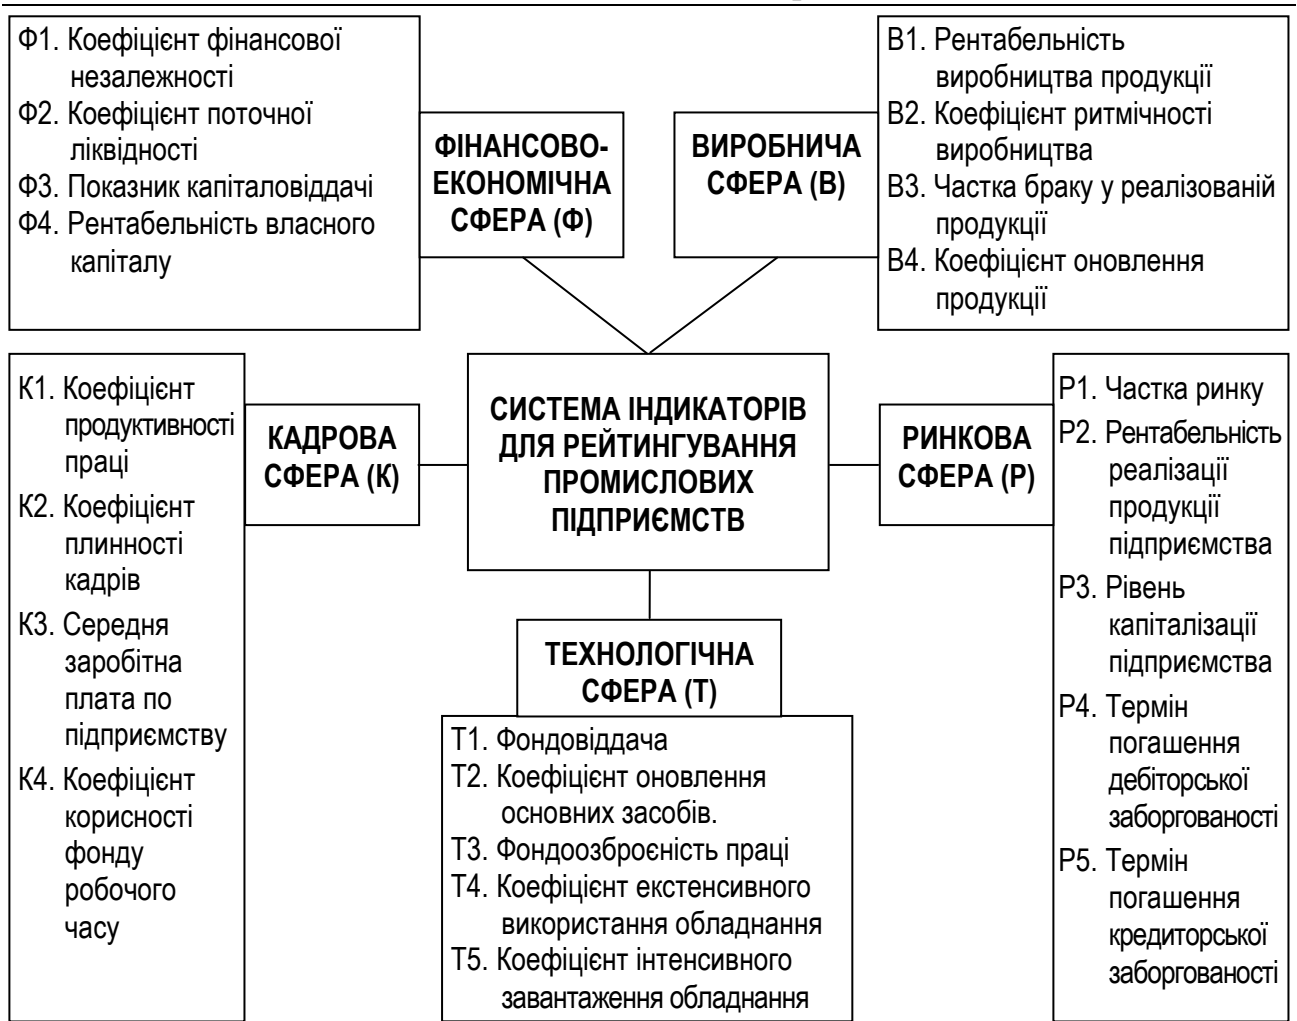 Ф1. Коефіцієнт фінансової
незалежності
Ф2. Коефіцієнт поточної
ліквідності
Ф3. Показник капіталовіддачі
Ф4. Рентабельність власного
капіталу
ФІНАНСОВО-
ЕКОНОМІЧНА
СФЕРА (Ф)
ВИРОБНИЧА
СФЕРА (В)
В1. Рентабельність
виробництва продукції
В2. Коефіцієнт ритмічності
виробництва
В3. Частка браку у реалізованій
продукції
В4. Коефіцієнт оновлення
продукції
К1. Коефіцієнт
продуктивності
праці
К2. Коефіцієнт
плинності
кадрів
К3. Середня
заробітна
плата по
підприємству
К4. Коефіцієнт
корисності
фонду
робочого
часу
КАДРОВА
СФЕРА (К)
СИСТЕМА ІНДИКАТОРІВ
ДЛЯ РЕЙТИНГУВАННЯ
ПРОМИСЛОВИХ
ПІДПРИЄМСТВ
РИНКОВА
СФЕРА (Р)
Р1. Частка ринку
Р2. Рентабельність
реалізації
продукції
підприємства
Р3. Рівень
капіталізації
підприємства
Р4. Термін
погашення
дебіторської
заборгованості
Р5. Термін
погашення
кредиторської
заборгованості
ТЕХНОЛОГІЧНА
СФЕРА (Т)
Т1. Фондовіддача
Т2. Коефіцієнт оновлення
основних засобів.
Т3. Фондоозброєність праці
Т4. Коефіцієнт екстенсивного
використання обладнання
Т5. Коефіцієнт інтенсивного
завантаження обладнання